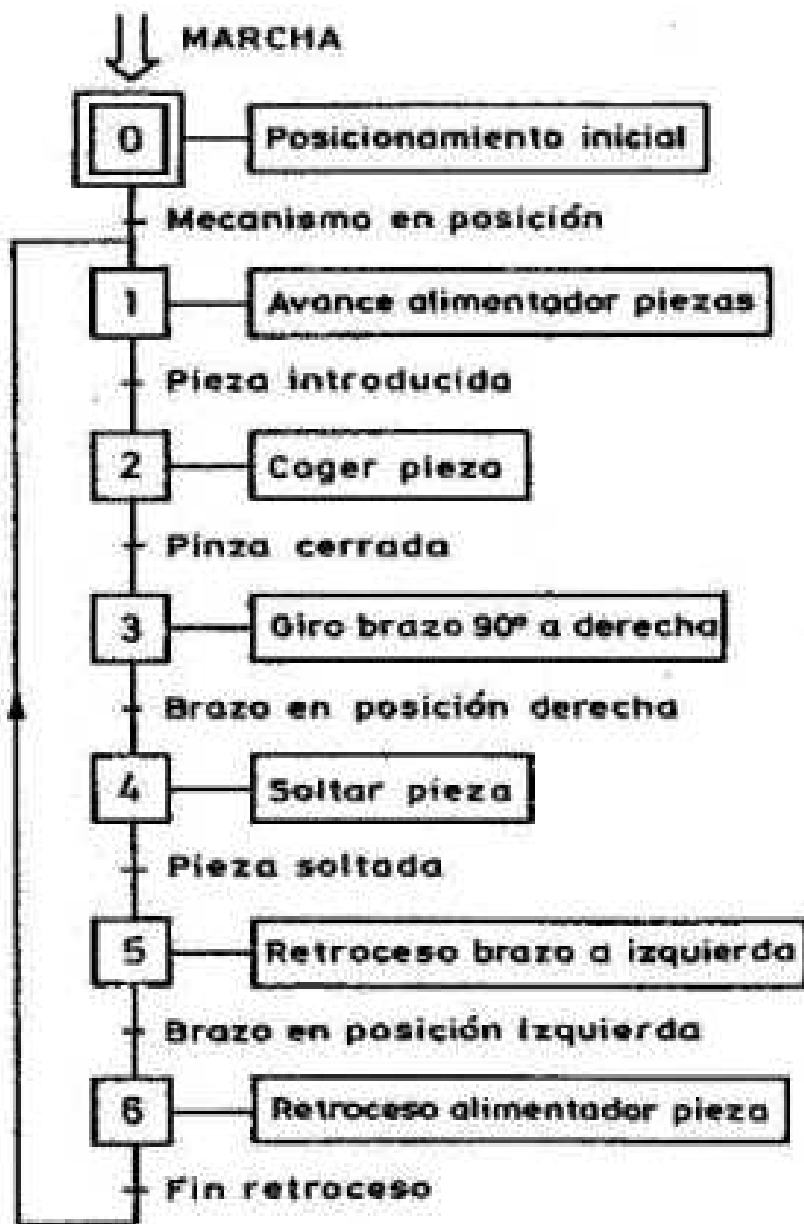 MARCHA
0 Posicionamiento inicial
Mecanismo en posición
1 Avance alimentador piezas
Pieza introducida
2 Coger pieza
Pinza cerrada
3 Giro brazo 90º a derecha
Brazo en posición derecha
4 Soltar pieza
Pieza soltada
5 Retroceso brazo a izquierda
Brazo en posición Izquierda
6 Retroceso alimentador pieza
Fin retroceso